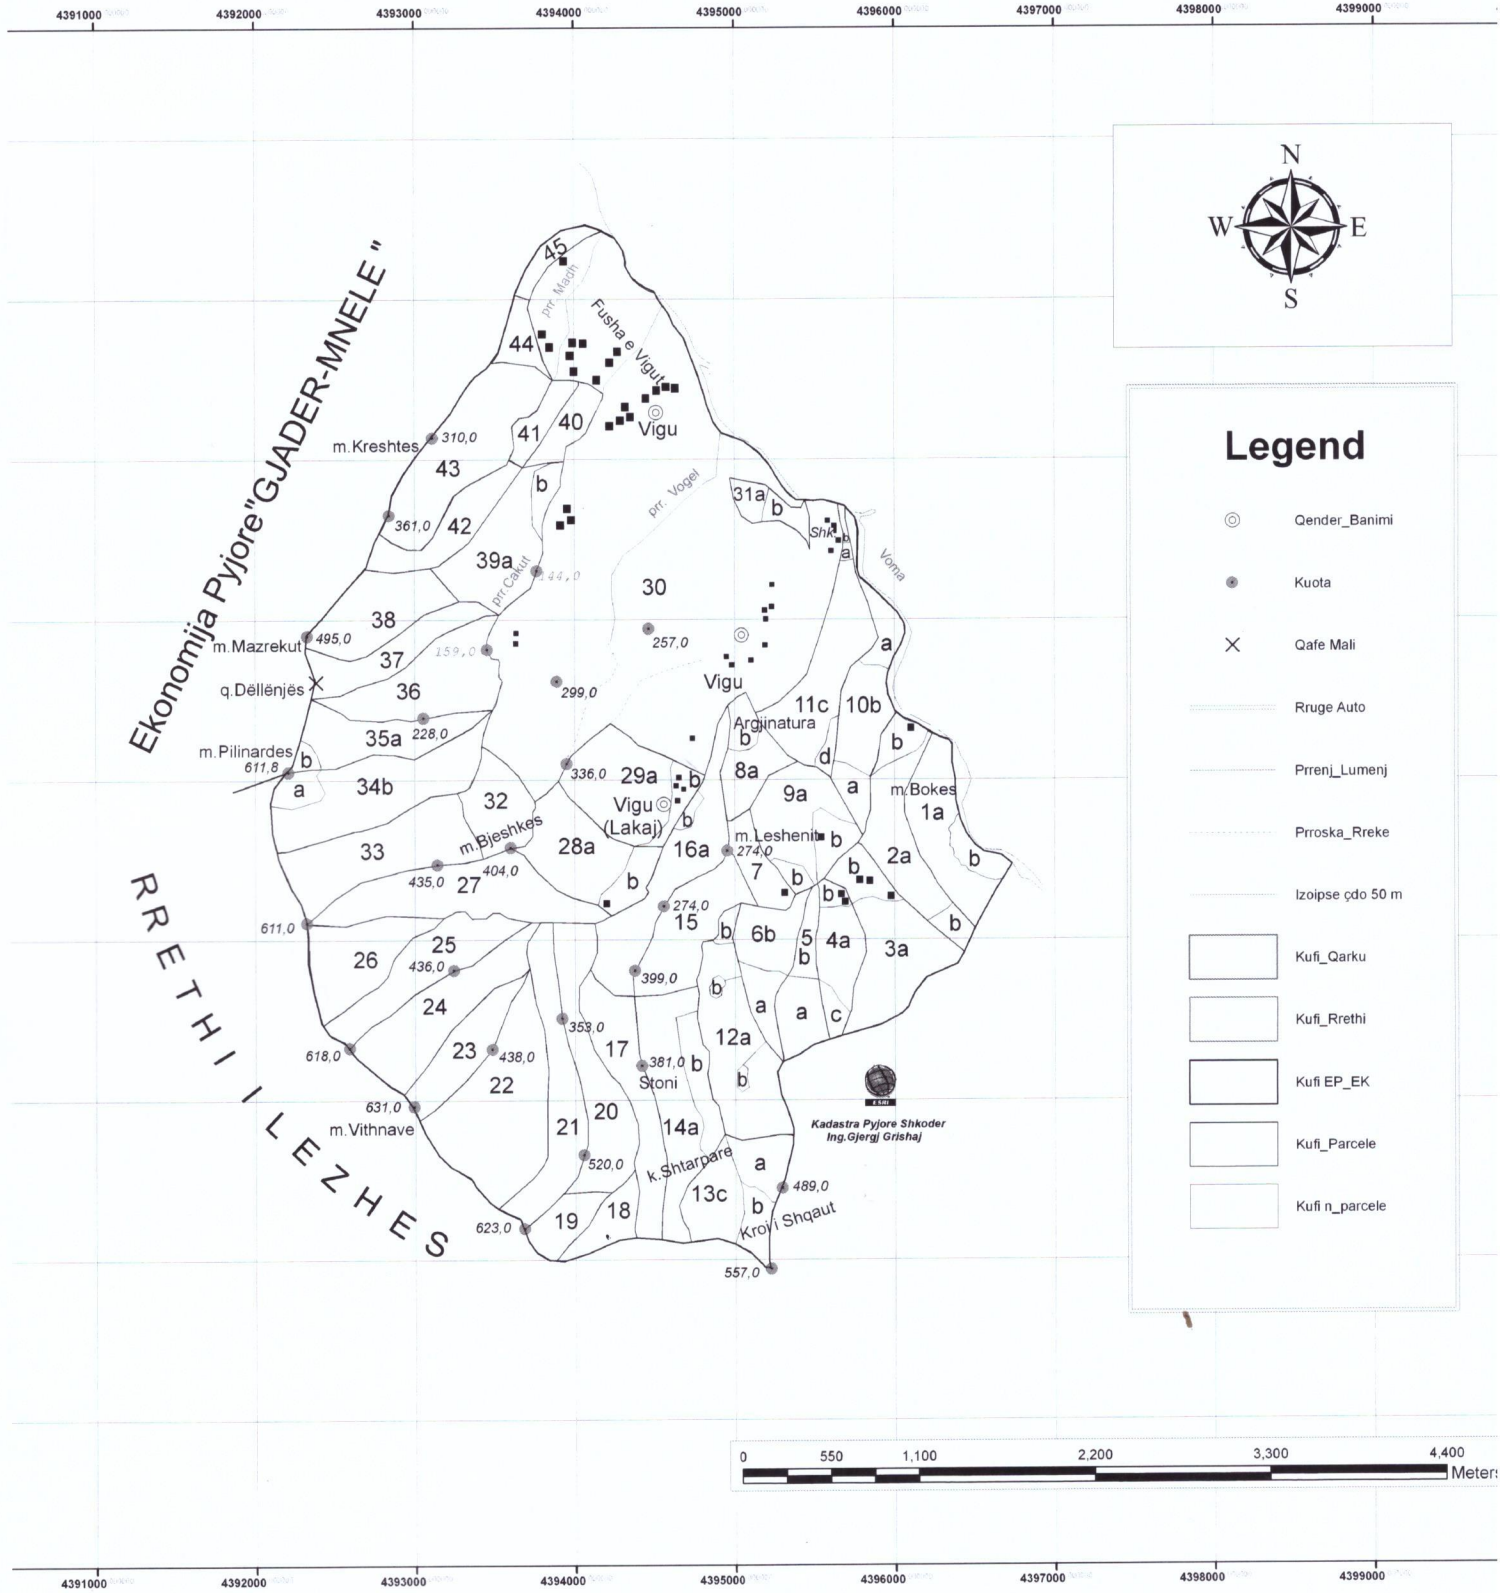 4391000 4392000 4393000 4394000 4395000 4396000 4397000 4398000 4399000
N
W E
S
Ekonomija Pyjore"GJADER-MNELE "
RRETHI I LEZHES
45
prr. Madh
Fusha e Vigut
44
40
41
Vigu
m.Kreshtes
310,0
43
b
361,0
42
prr. Vogel
31a
b
Shk.
b
a
Voma
39a
prr.Cakut
144,0
30
38
m.Mazrekut
495,0
257,0
a
37
159,0
q.Dëllënjës
36
299,0
Vigu
11c
10b
228,0
35a
Argjinatura
b
b
m.Pilinardes
611,8
b
d
a
34b
336,0
29a
b
8a
9a
a
m.Bokes
1a
32
Vigu
(Lakaj)
b
m.Bjeshkes
m.Leshenit
b
33
28a
16a
274,0
2a
b
404,0
435,0
27
7
b
b
b
b
274,0
15
611,0
b
6b
5
b
4a
3a
b
25
26
436,0
399,0
b
24
a
a
c
353,0
17
12a
618,0
23
438,0
381,0
b
Stoni
b
22
631,0
m.Vithnave
20
21
14a
520,0
k.Shtarpare
a
489,0
13c
18
19
b
Kroi i Shqaut
623,0
557,0
ESRI
Kadastra Pyjore Shkoder
Ing.Gjergj Grishaj
Legend
Qender_Banimi
Kuota
Qafe Mali
Rruge Auto
Prrenj_Lumenj
Prroska_Rreke
Izoipse çdo 50 m
Kufi_Qarku
Kufi_Rrethi
Kufi EP_EK
Kufi_Parcele
Kufi n_parcele
0 550 1,100 2,200 3,300 4,400
Meters
4391000 4392000 4393000 4394000 4395000 4396000 4397000 4398000 4399000